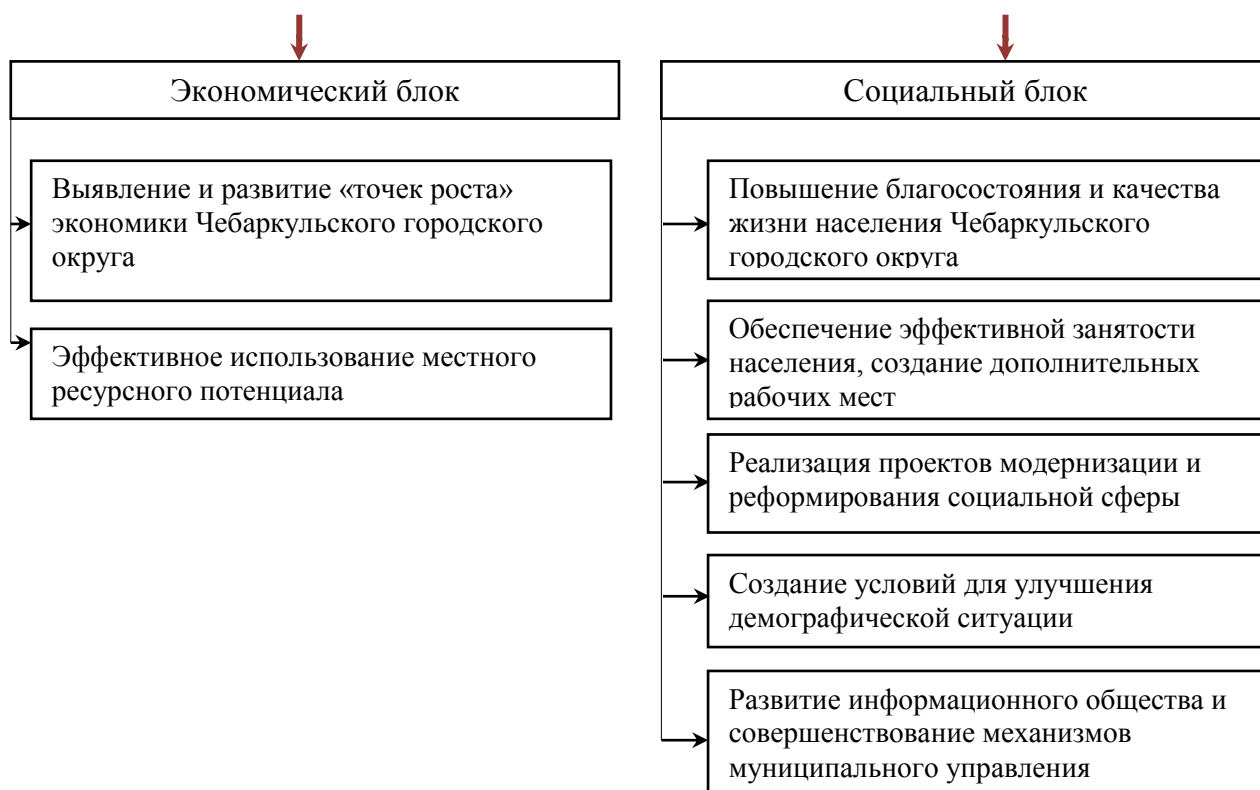 Экономический блок
Выявление и развитие «точек роста»
экономики Чебаркульского городского
округа
Эффективное использование местного
ресурсного потенциала
Социальный блок
Повышение благосостояния и качества
жизни населения Чебаркульского
городского округа
Обеспечение эффективной занятости
населения, создание дополнительных
рабочих мест
Реализация проектов модернизации и
реформирования социальной сферы
Создание условий для улучшения
демографической ситуации
Развитие информационного общества и
совершенствование механизмов
муниципального управления